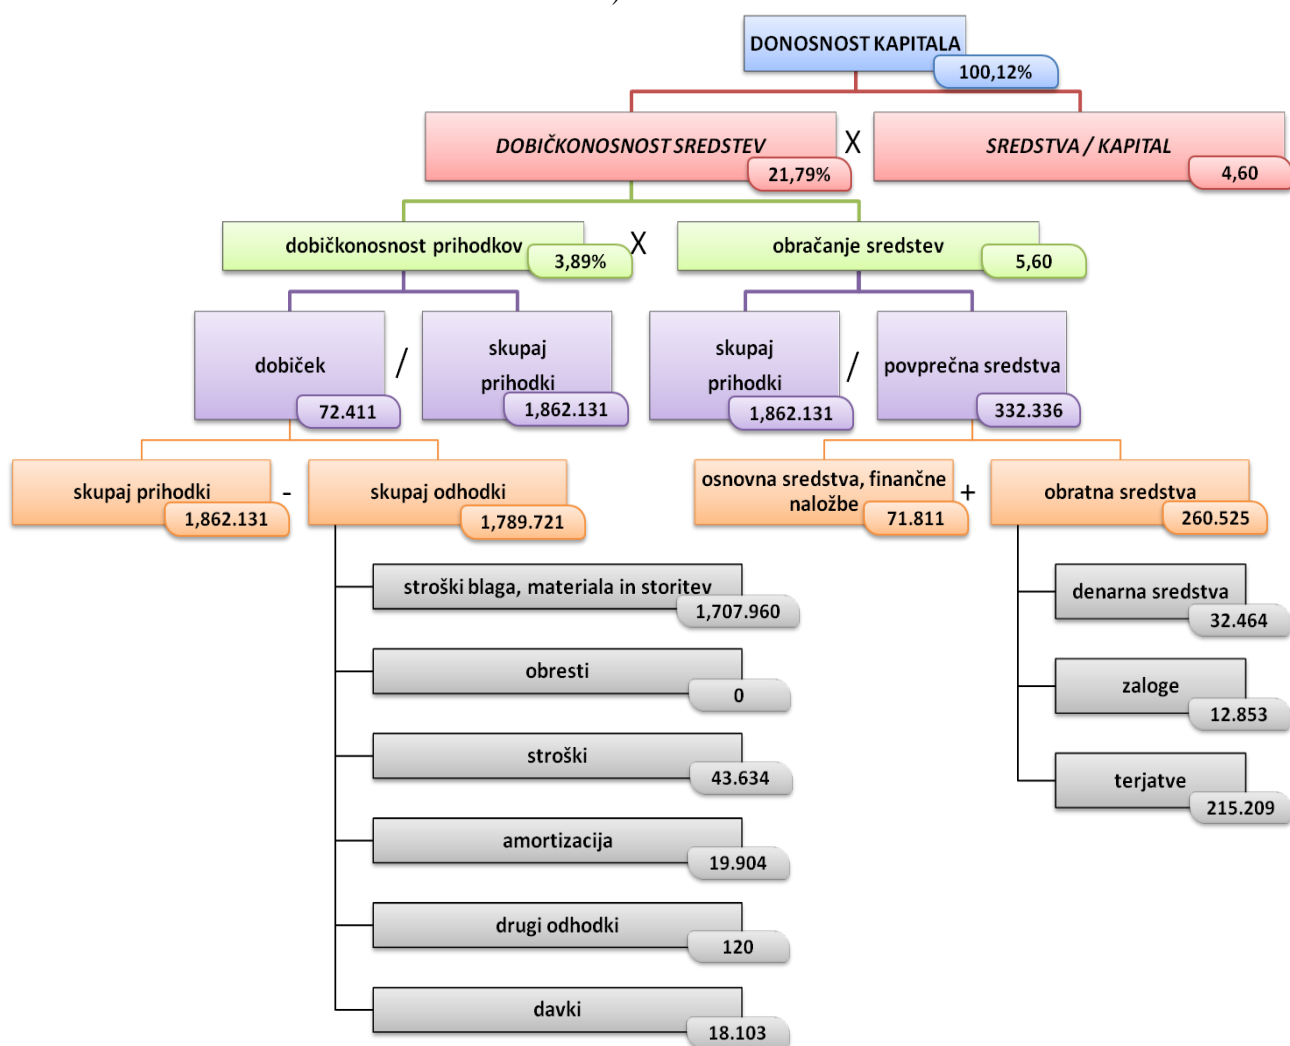 )
DONOSNOST KAPITALA
100,12%
DOBIČKONOSNOST SREDSTEV
21,79%
X
SREDSTVA / KAPITAL
4,60
dobičkonosnost prihodkov
3,89%
X
obračanje sredstev
5,60
dobiček
72.411
/
skupaj
prihodki
1,862.131
skupaj
prihodki
1,862.131
/
povprečna sredstva
332.336
skupaj prihodki
1,862.131
-
skupaj odhodki
1,789.721
osnovna sredstva, finančne
naložbe
71.811
+
obratna sredstva
260.525
stroški blaga, materiala in storitev
1,707.960
obresti
0
stroški
43.634
amortizacija
19.904
drugi odhodki
120
davki
18.103
denarna sredstva
32.464
zaloge
12.853
terjatve
215.209